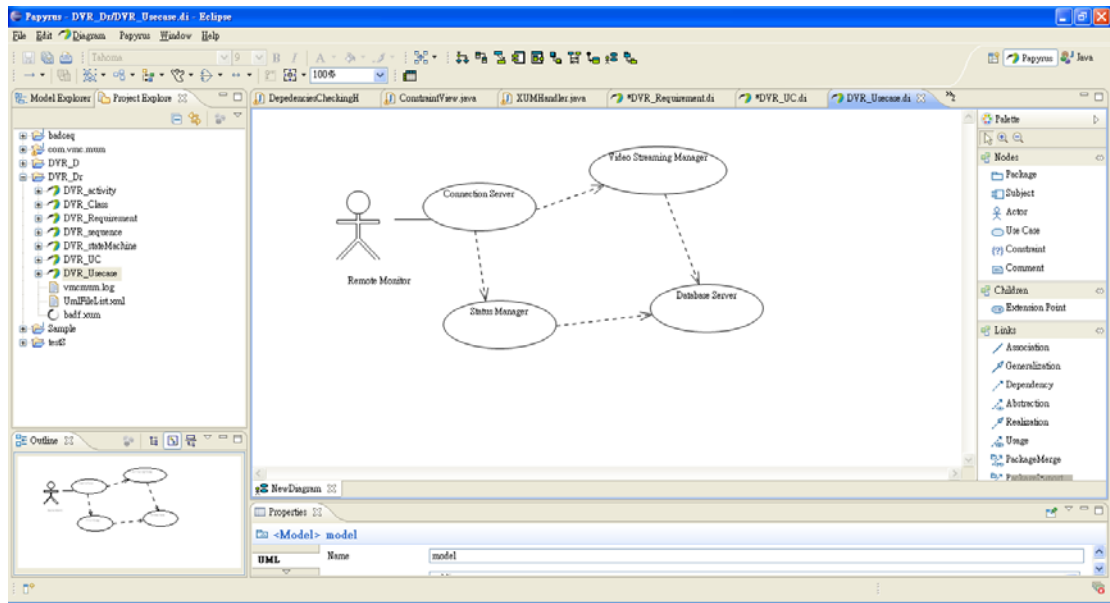 Papyrus - DVR_Dr/DVR_Usecase.di - Eclipse
File Edit Diagram Papyrus Window Help
Tahoma 9 B I A
100%
Papyrus Java
Model Explorer Project Explore
DepedenciesCheckingH ConstraintView.java XUMHandler.java *DVR_Requirement.di *DVR_UC.di DVR_Usecase.di
badceq
com.vmc.mum
DVR_D
DVR_Dr
DVR_activity
DVR_Class
DVR_Requirement
DVR_sequence
DVR_stateMachine
DVR_UC
DVR_Usecase
vmcmum.log
UmlFileList.xml
badf.xum
Sample
Outline
Video Streaming Manager
Connection Server
Remote Monitor
Database Server
Status Manager
Palette
Nodes
Package
Subject
Actor
Use Case
Constraint
Comment
Children
Extension Point
Links
Association
Generalization
Dependency
Abstraction
Realization
Usage
PackageMerge
NewDiagram
Properties
<Model> model
UML
Name model